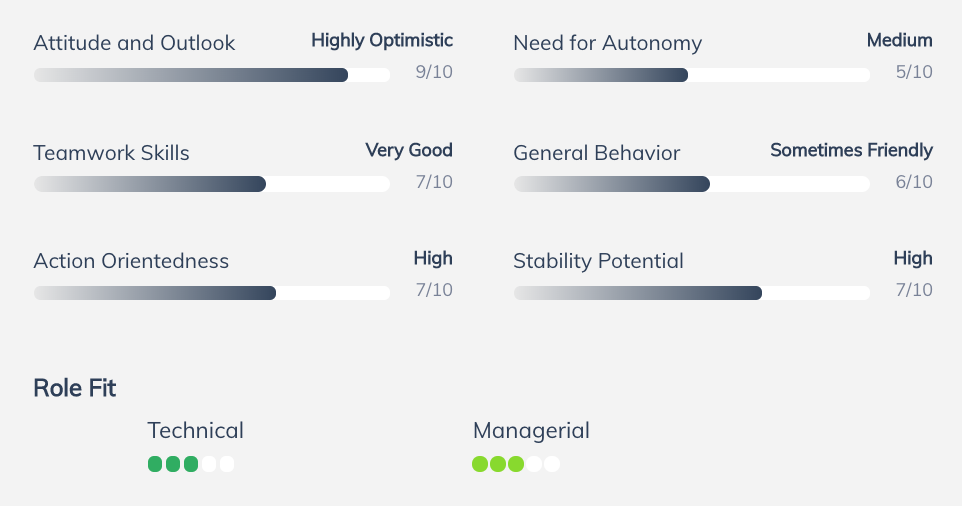 Attitude and Outlook Highly Optimistic
9/10
Need for Autonomy Medium
5/10
Teamwork Skills Very Good
7/10
General Behavior Sometimes Friendly
6/10
Action Orientedness High
7/10
Stability Potential High
7/10
Role Fit
Technical
Managerial